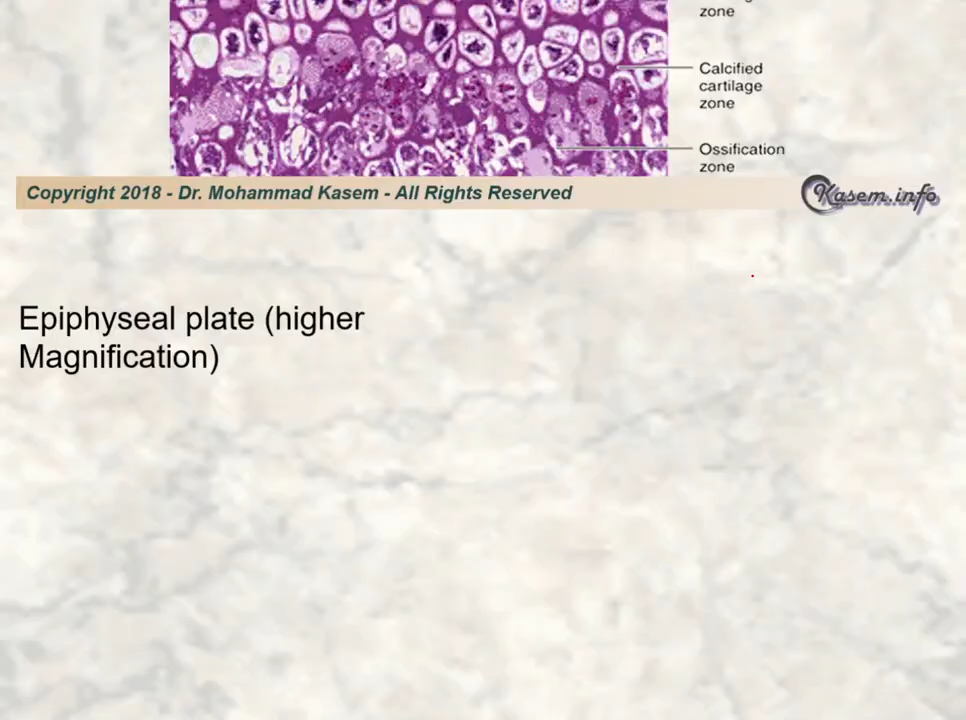 zone
Calcified
cartilage
zone
Ossification
zone
Copyright 2018 - Dr. Mohammad Kasem - All Rights Reserved
Kasem.info
Epiphyseal plate (higher
Magnification)